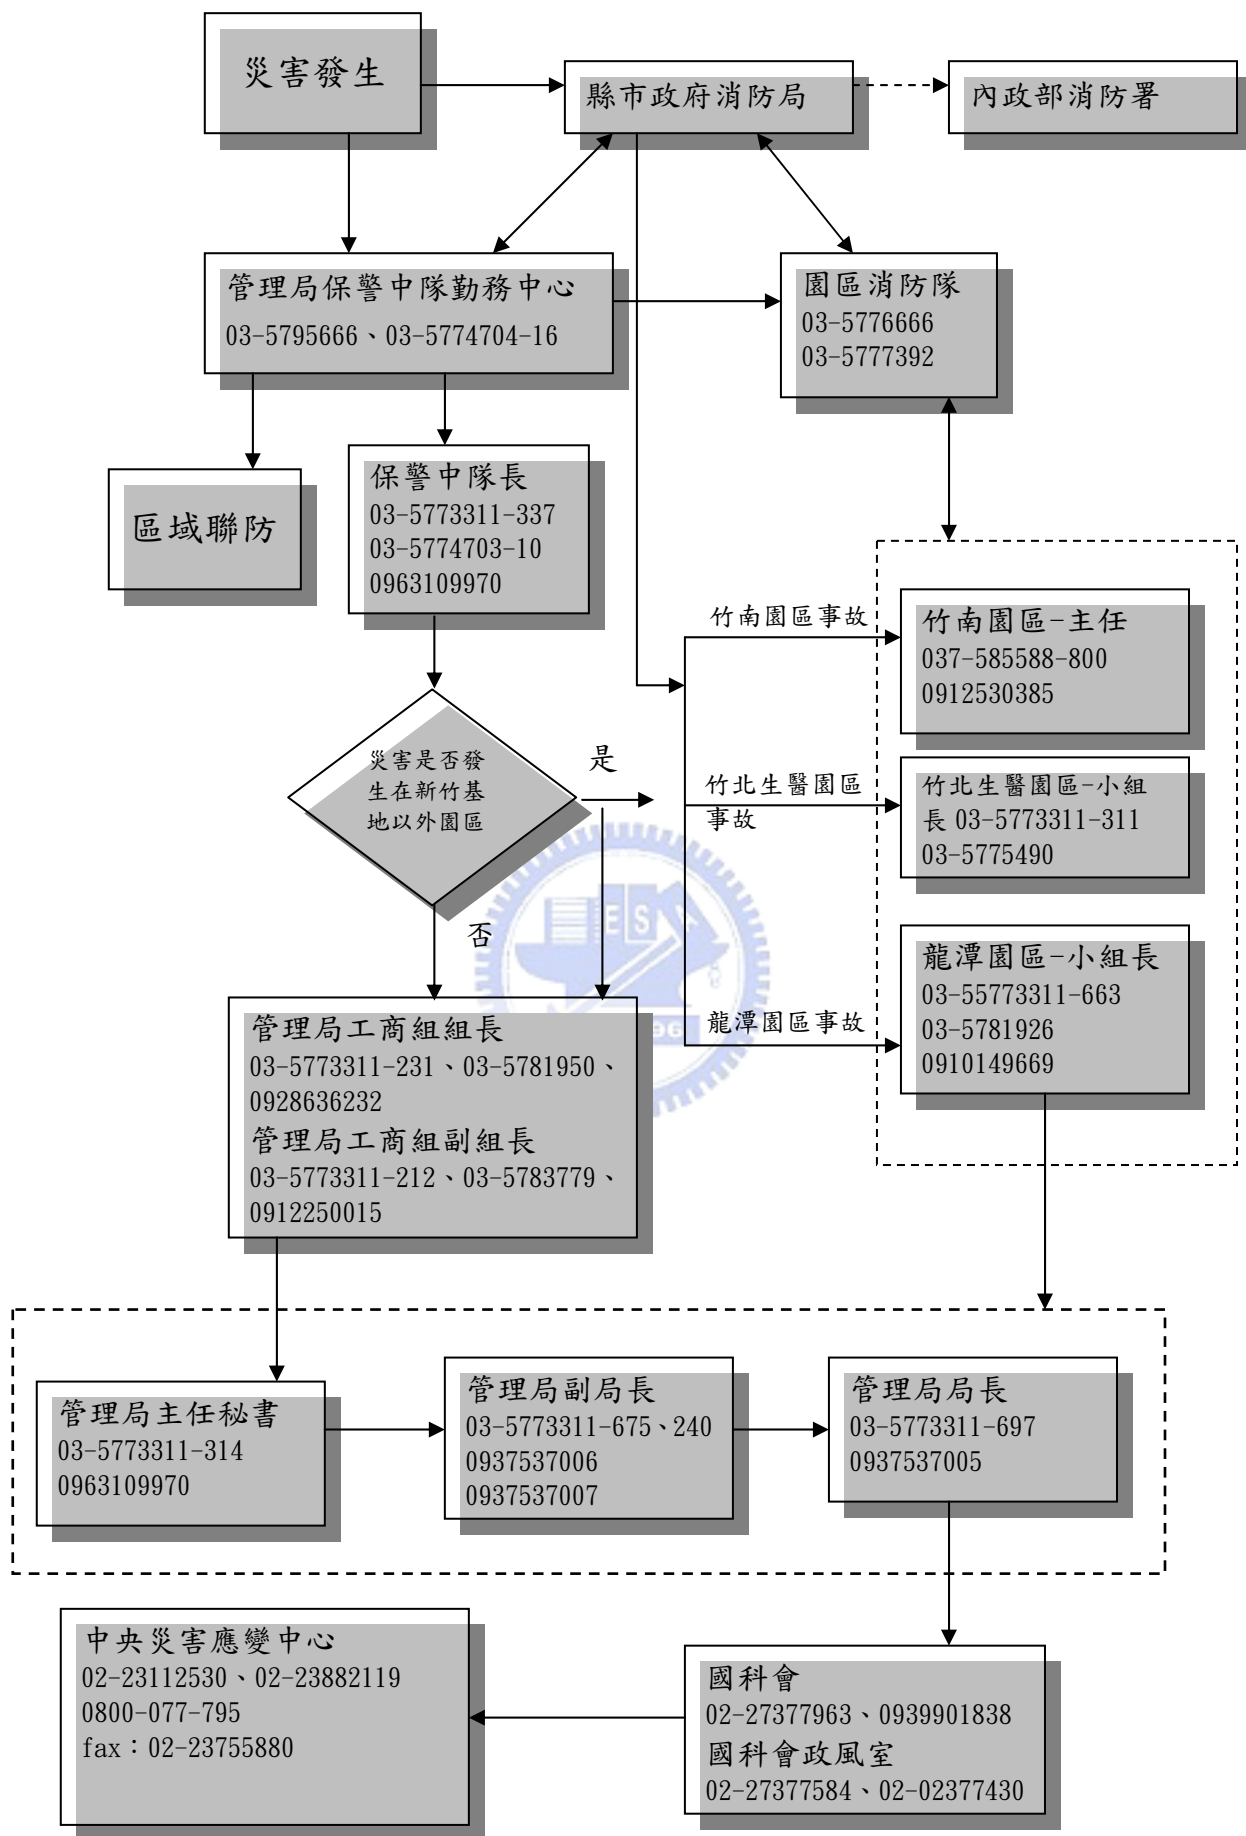 災害發生
縣市政府消防局
內政部消防署
管理局保警中隊勤務中心
03-5795666、03-5774704-16
園區消防隊
03-5776666
03-5777392
區域聯防
保警中隊長
03-5773311-337
03-5774703-10
0963109970
竹南園區事故
竹南園區-主任
037-585588-800
0912530385
災害是否發
生在新竹基
地以外園區
是
否
竹北生醫園區
事故
竹北生醫園區-小組
長 03-5773311-311
03-5775490
ES
96
龍潭園區事故
龍潭園區-小組長
03-55773311-663
03-5781926
0910149669
管理局工商組組長
03-5773311-231、03-5781950、
0928636232
管理局工商組副組長
03-5773311-212、03-5783779、
0912250015
管理局主任秘書
03-5773311-314
0963109970
管理局副局長
03-5773311-675、240
0937537006
0937537007
管理局局長
03-5773311-697
0937537005
中央災害應變中心
02-23112530、02-23882119
0800-077-795
fax：02-23755880
國科會
02-27377963、0939901838
國科會政風室
02-27377584、02-02377430